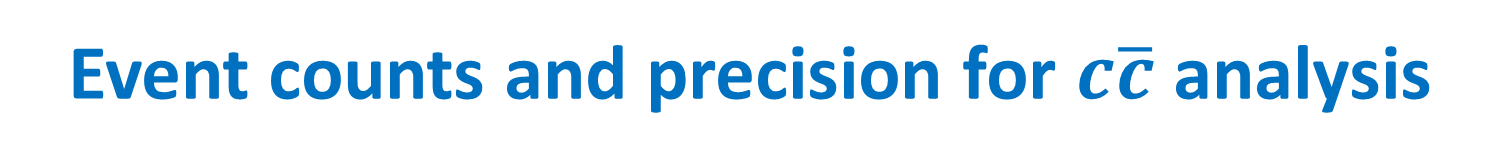 Event counts and precision for 𝒄𝒄̅ analysis